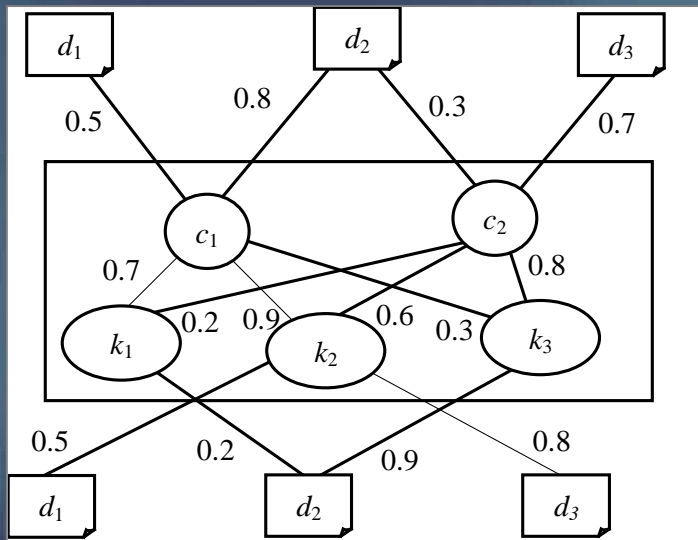 d₁ d₂ d₃
0.5 0.8 0.3 0.7
c₁ c₂
0.7 0.8
0.2 0.9 0.6 0.3
k₁ k₂ k₃
0.5 0.2 0.9 0.8
d₁ d₂ d₃